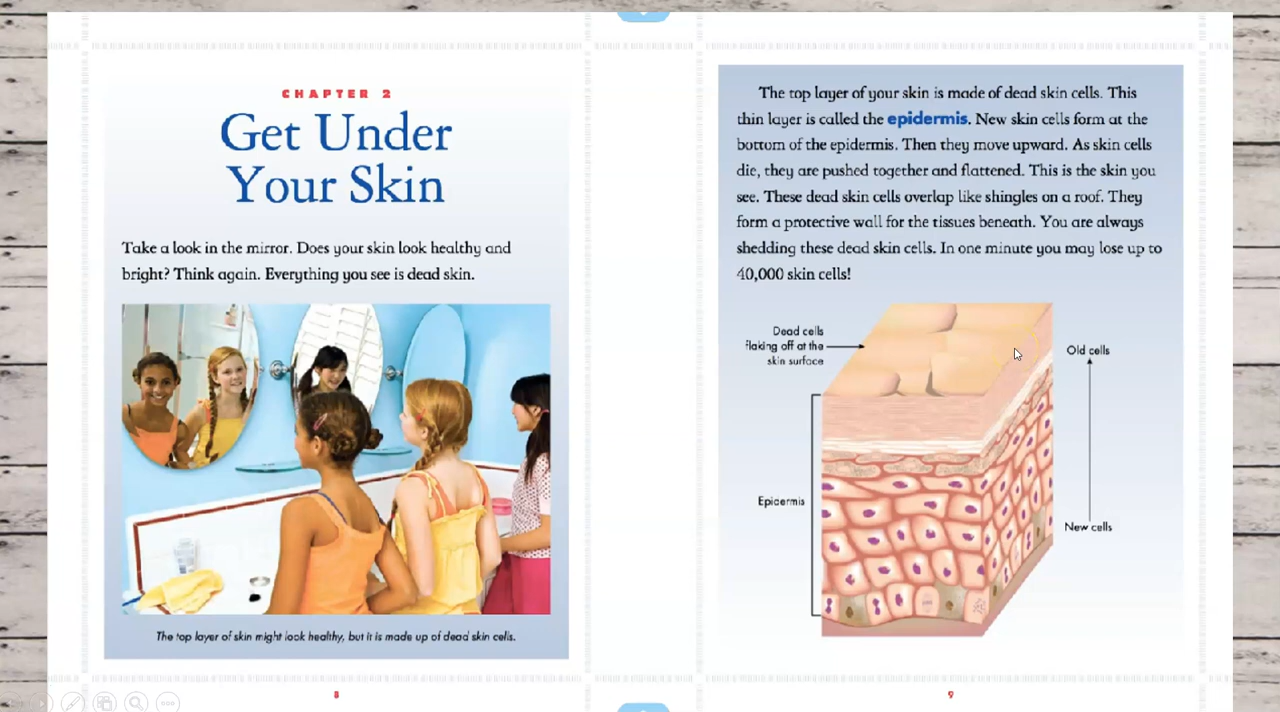 CHAPTER 2
Get Under
Your Skin
Take a look in the mirror. Does your skin look healthy and
bright? Think again. Everything you see is dead skin.
The top layer of skin might look healthy, but it is made up of dead skin cells.
8
The top layer of your skin is made of dead skin cells. This
thin layer is called the epidermis. New skin cells form at the
bottom of the epidermis. Then they move upward. As skin cells
die, they are pushed together and flattened. This is the skin you
see. These dead skin cells overlap like shingles on a roof. They
form a protective wall for the tissues beneath. You are always
shedding these dead skin cells. In one minute you may lose up to
40,000 skin cells!
Dead cells
flaking off at the
skin surface
Old cells
Epidermis
New cells
9